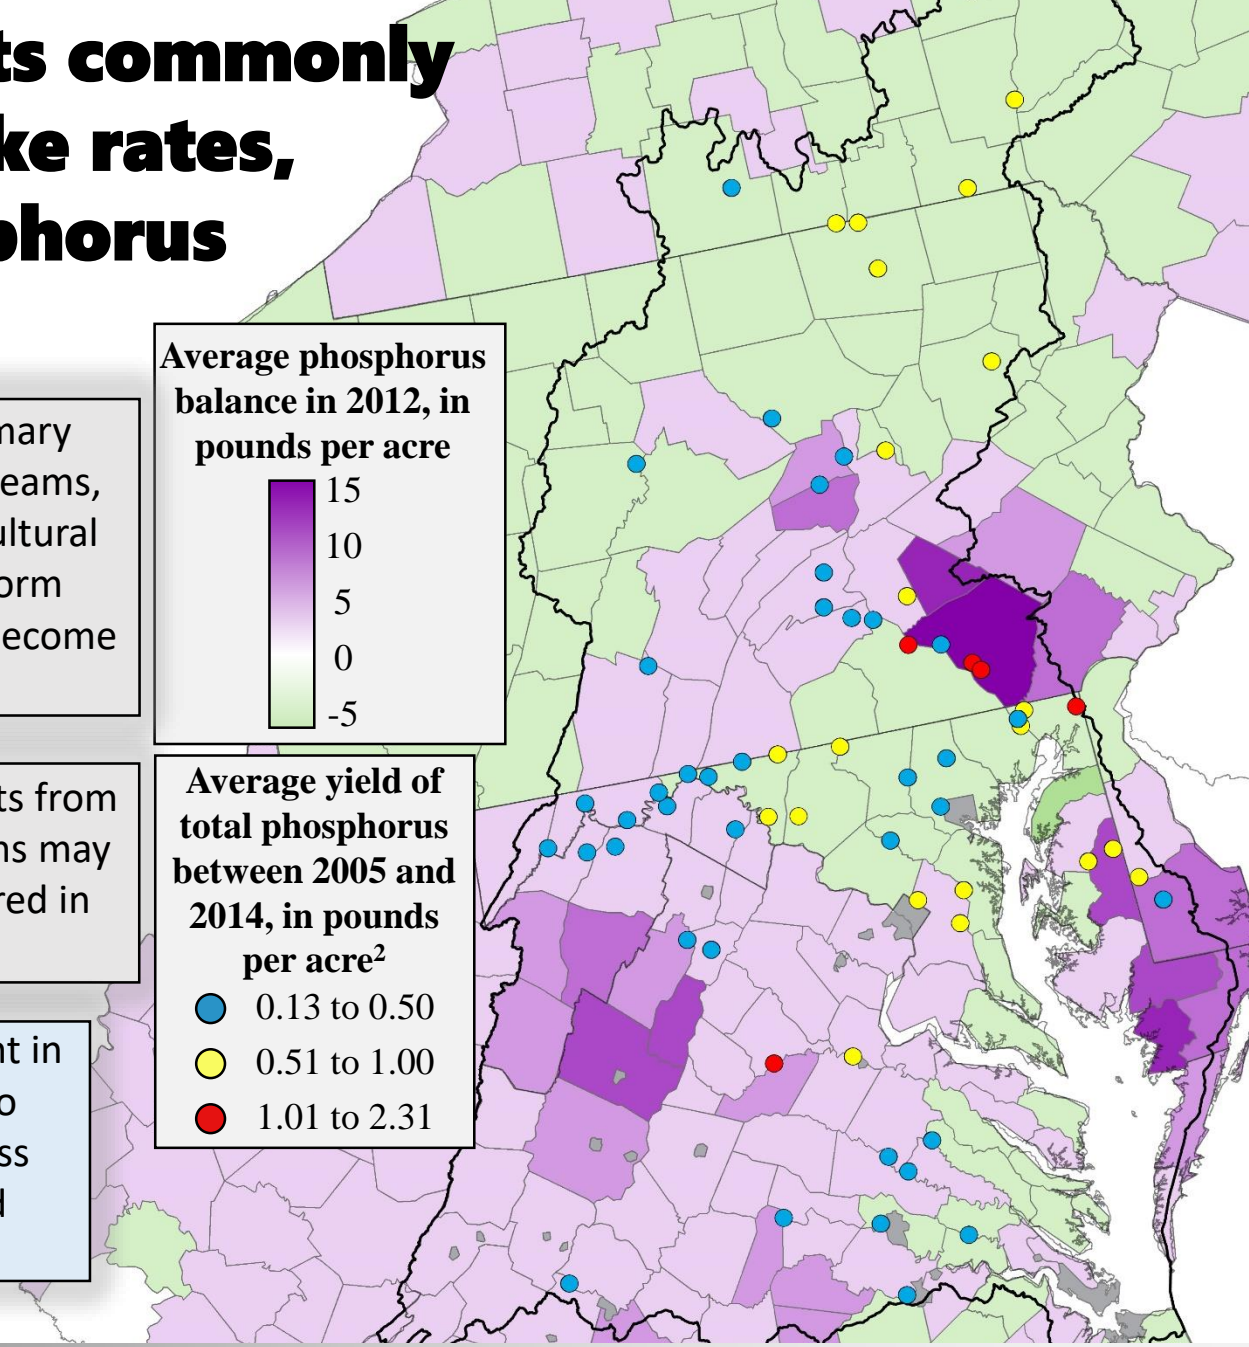 ts commonly
ke rates,
phorus
mary
eams,
ultural
orm
ecome
ts from
ns may
red in
nt in
o
ss
d
Average phosphorus
balance in 2012, in
pounds per acre
15
10
5
0
-5
Average yield of
total phosphorus
between 2005 and
2014, in pounds
per acre²
0.13 to 0.50
0.51 to 1.00
1.01 to 2.31